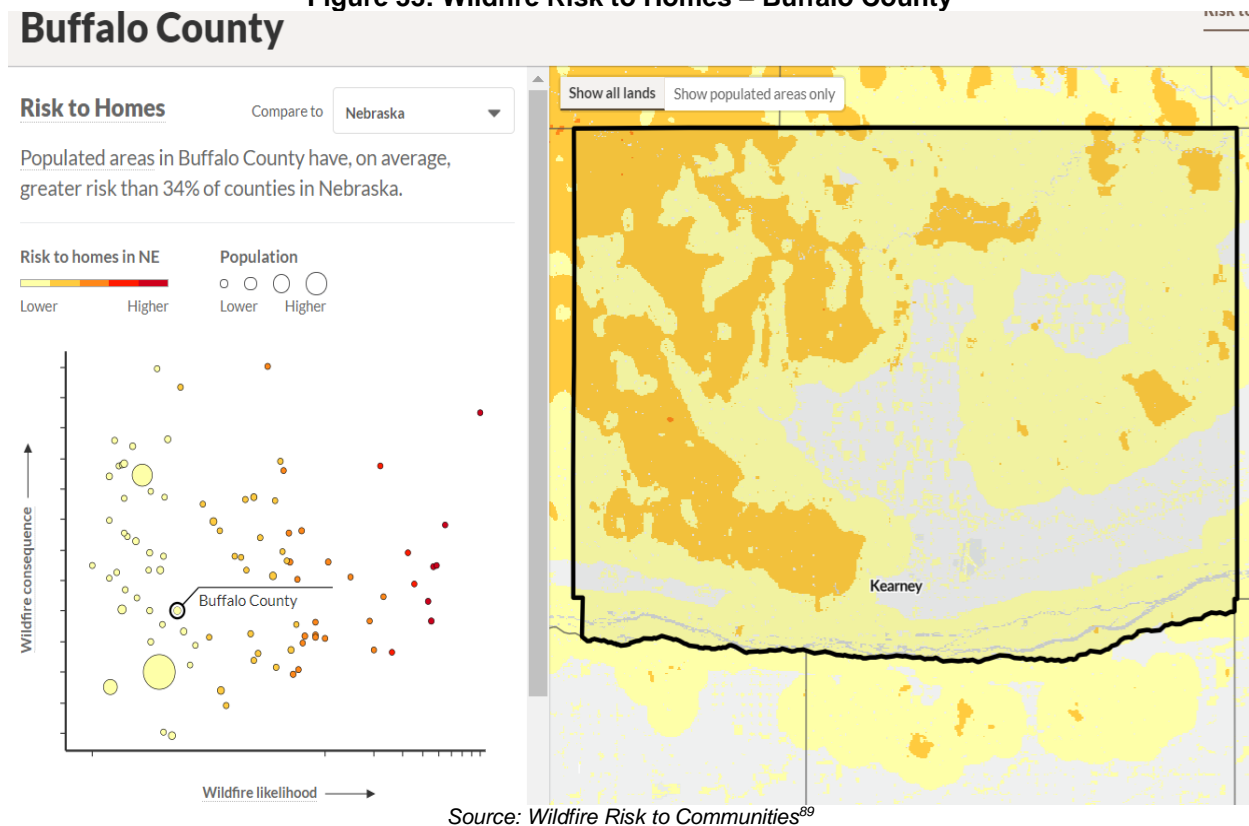 Figure 33: Wildfire Risk to Homes – Buffalo County
Buffalo County
Risk to
Risk to Homes
Compare to
Nebraska
Populated areas in Buffalo County have, on average,
greater risk than 34% of counties in Nebraska.
Risk to homes in NE
Population
Lower
Higher
Lower
Higher
Wildfire consequence
Buffalo County
Wildfire likelihood
Show all lands
Show populated areas only
Kearney
Source: Wildfire Risk to Communities89